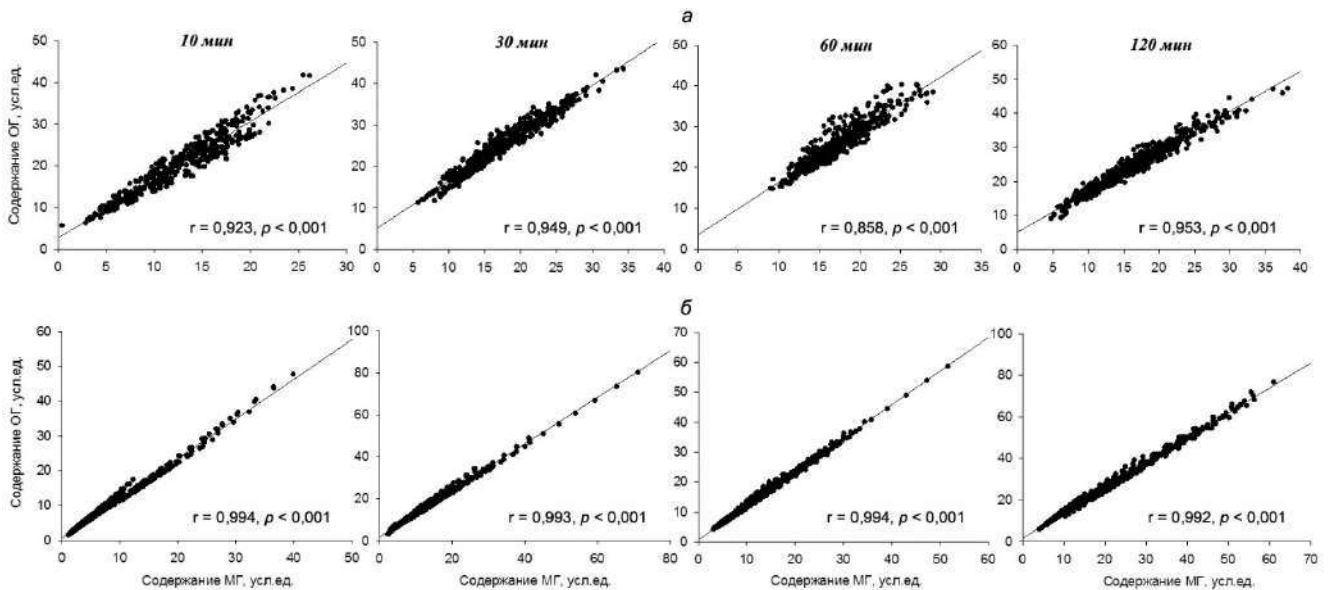 а
10 мин
30 мин
60 мин
120 мин
Содержание ОГ, усл.ед.
50
40
30
20
10
0
r = 0,923, p < 0,001
0 5 10 15 20 25 30
50
40
30
20
10
0
r = 0,949, p < 0,001
0 5 10 15 20 25 30 35 40
50
40
30
20
10
0
r = 0,858, p < 0,001
0 5 10 15 20 25 30 35
60
50
40
30
20
10
0
r = 0,953, p < 0,001
0 5 10 15 20 25 30 35 40
б
Содержание ОГ, усл.ед.
60
50
40
30
20
10
0
r = 0,994, p < 0,001
0 10 20 30 40 50
Содержание МГ, усл.ед.
100
80
60
40
20
0
r = 0,993, p < 0,001
0 20 40 60 80
Содержание МГ, усл.ед.
70
60
50
40
30
20
10
0
r = 0,994, p < 0,001
0 10 20 30 40 50 60
Содержание МГ, усл.ед.
100
80
60
40
20
0
r = 0,992, p < 0,001
0 10 20 30 40 50 60 70
Содержание МГ, усл.ед.